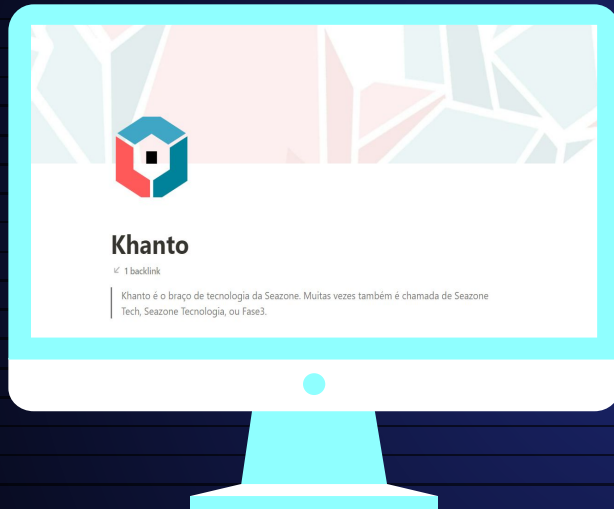 Khanto
1 backlink
Khanto é o braço de tecnologia da Seazone. Muitas vezes também é chamada de Seazone
Tech, Seazone Tecnologia, ou Fase3.